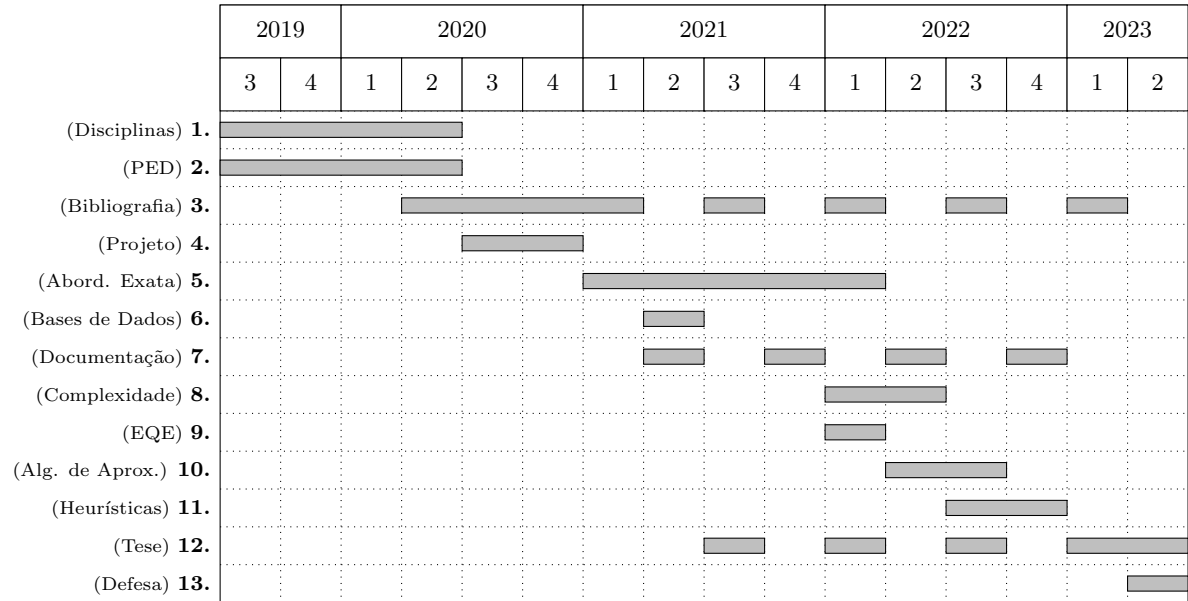 2019 2020 2021 2022 2023
3 4 1 2 3 4 1 2 3 4 1 2 3 4 1 2
(Disciplinas) 1.
(PED) 2.
(Bibliografia) 3.
(Projeto) 4.
(Abord. Exata) 5.
(Bases de Dados) 6.
(Documentação) 7.
(Complexidade) 8.
(EQE) 9.
(Alg. de Aprox.) 10.
(Heurísticas) 11.
(Tese) 12.
(Defesa) 13.